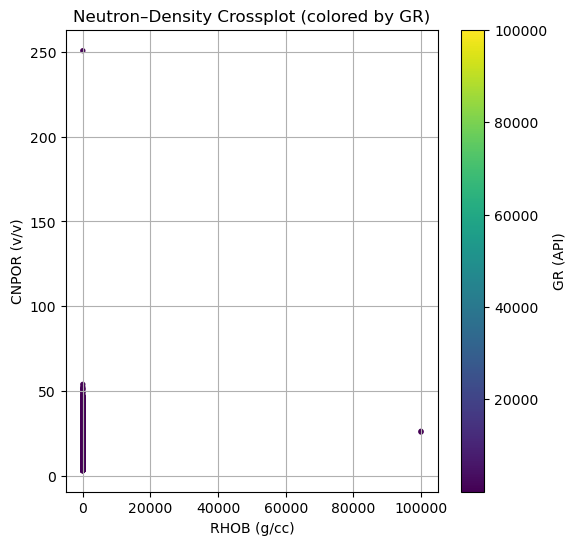 Neutron–Density Crossplot (colored by GR)
250
200
150
100
50
0
CNPOR (v/v)
0 20000 40000 60000 80000 100000
RHOB (g/cc)
100000
80000
60000
40000
20000
GR (API)